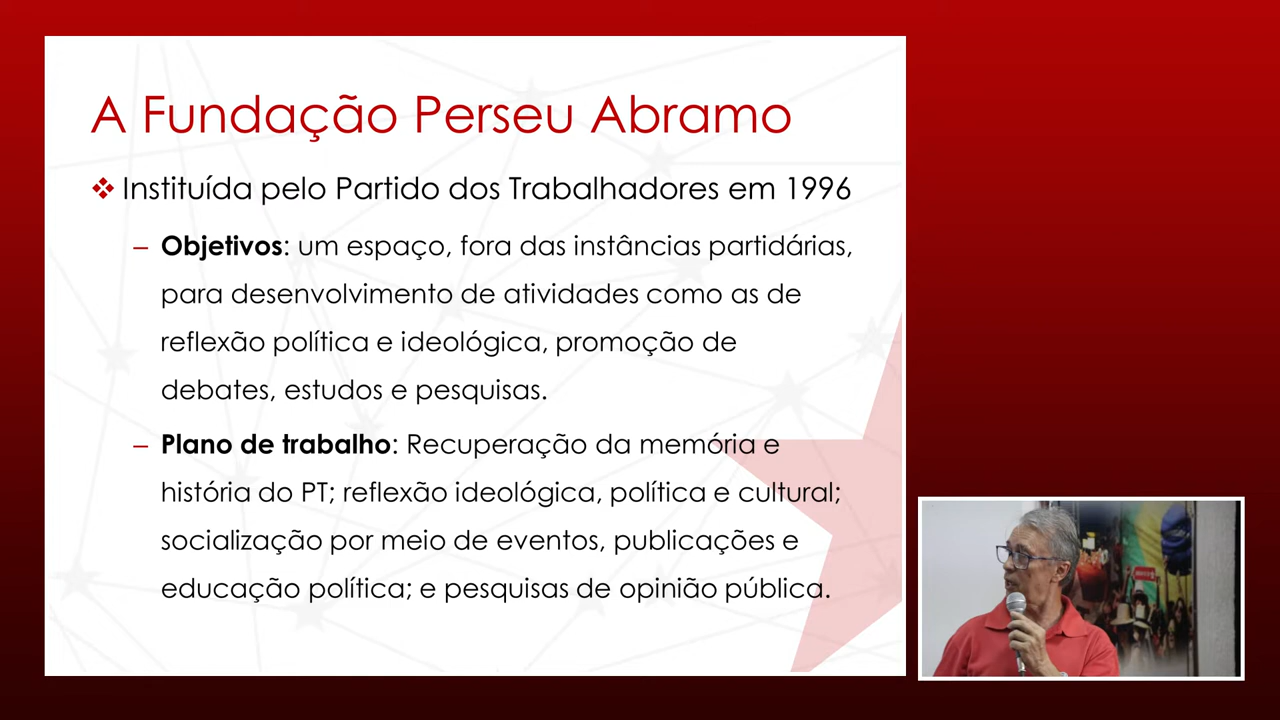 A Fundação Perseu Abramo
❖ Instituída pelo Partido dos Trabalhadores em 1996
– Objetivos: um espaço, fora das instâncias partidárias,
para desenvolvimento de atividades como as de
reflexão política e ideológica, promoção de
debates, estudos e pesquisas.
– Plano de trabalho: Recuperação da memória e
história do PT; reflexão ideológica, política e cultural;
socialização por meio de eventos, publicações e
educação política; e pesquisas de opinião pública.